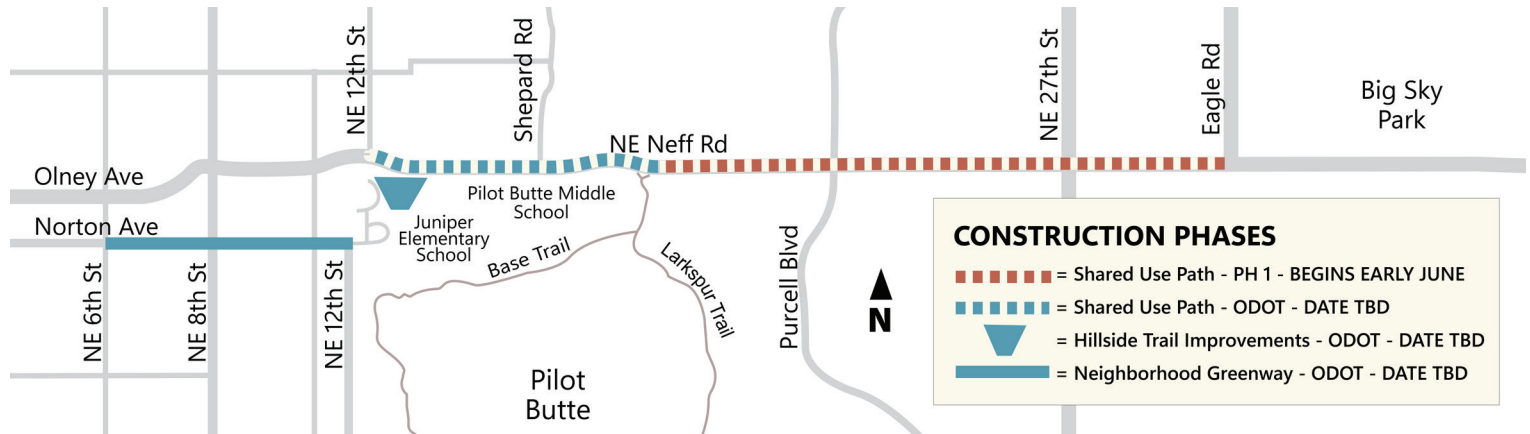 NE 12th St
Shepard Rd
NE 27th St
Eagle Rd
Big Sky
Park
NE Neff Rd
Olney Ave
Pilot Butte Middle
School
Norton Ave
Juniper
Elementary
School
Base Trail
Larkspur Trail
Purcell Blvd
N
NE 6th St
NE 8th St
NE 12th St
Pilot
Butte
CONSTRUCTION PHASES
= Shared Use Path - PH 1 - BEGINS EARLY JUNE
= Shared Use Path - ODOT - DATE TBD
= Hillside Trail Improvements - ODOT - DATE TBD
= Neighborhood Greenway - ODOT - DATE TBD